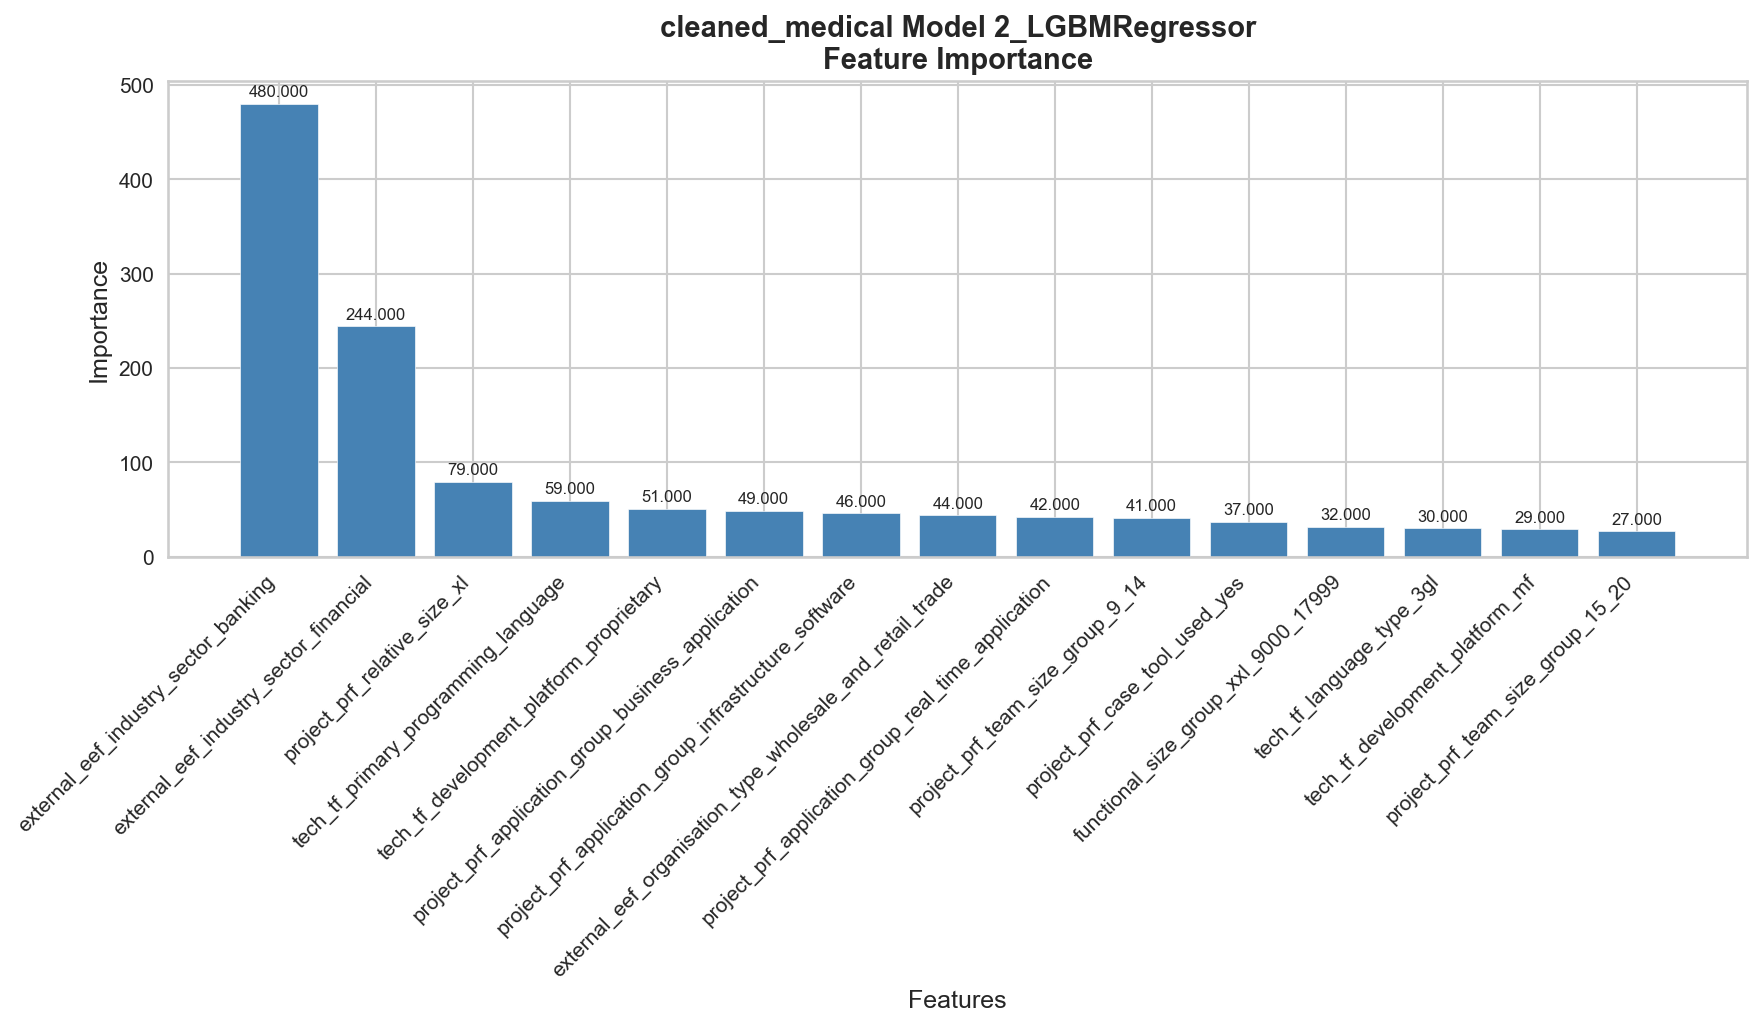 cleaned_medical Model 2_LGBMRegressor
Feature Importance
Importance
500
400
300
200
100
0
480.000
244.000
79.000
59.000
51.000
49.000
46.000
44.000
42.000
41.000
37.000
32.000
30.000
29.000
27.000
external_eef_industry_sector_banking
external_eef_industry_sector_financial
project_prf_relative_size_xl
tech_tf_primary_programming_language
tech_tf_development_platform_proprietary
project_prf_application_group_business_application
project_prf_application_group_infrastructure_software
external_eef_organisation_type_wholesale_and_retail_trade
project_prf_application_group_real_time_application
project_prf_team_size_group_9_14
project_prf_case_tool_used_yes
functional_size_group_xxl_9000_17999
tech_tf_language_type_3gl
tech_tf_development_platform_mf
project_prf_team_size_group_15_20
Features